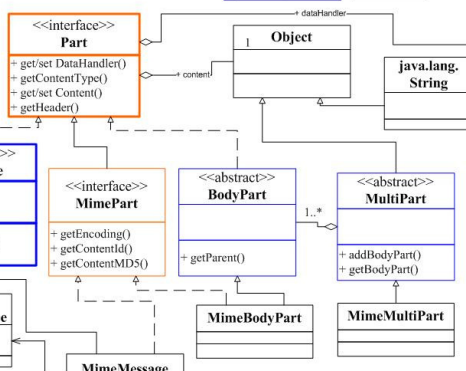 + dataHandler
<<interface>>
Part
+ get/set DataHandler()
+ getContentType()
+ get/set Content()
+ getHeader()
+ content
1
Object
java.lang.
String
>>
e
<<interface>>
MimePart
+ getEncoding()
+ getContentId()
+ getContentMD5()
<<abstract>>
BodyPart
+ getParent()
1..*
<<abstract>>
MultiPart
+ addBodyPart()
+ getBodyPart()
e
MimeBodyPart
MimeMultiPart
MimeMessage